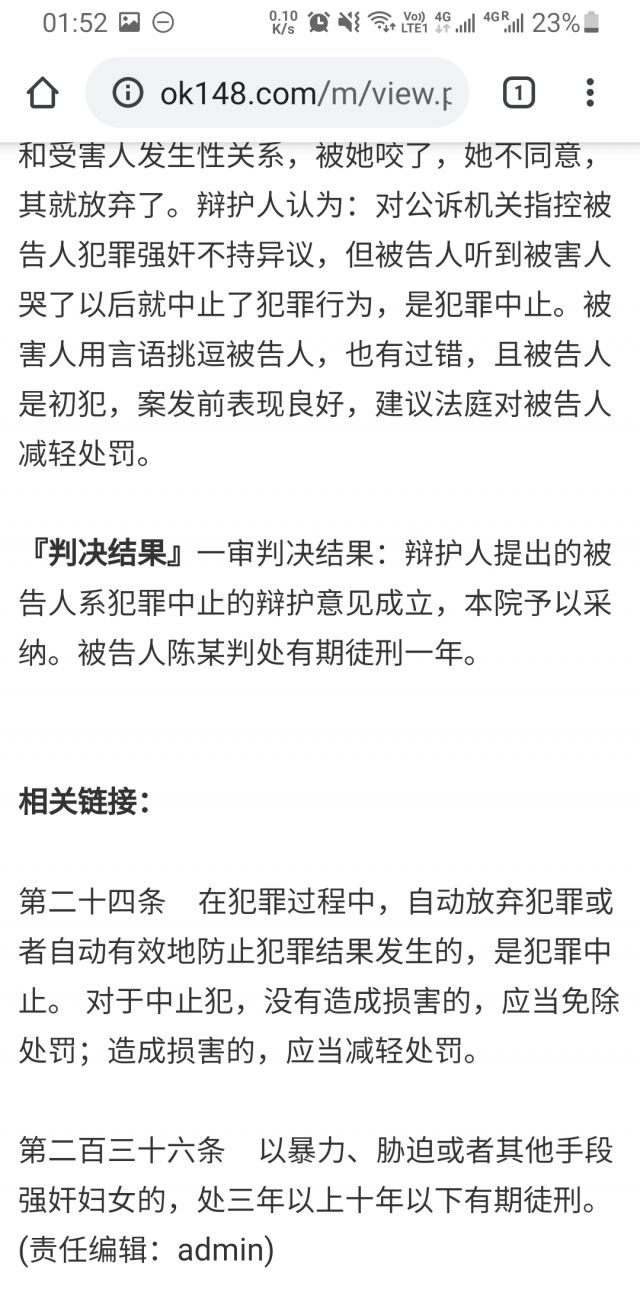 01:52
0.10
K/s
Vo))
LTE1
4G
4GR
23%
ok148.com/m/view.p
1
和受害人发生性关系，被她咬了，她不同意，
其就放弃了。辩护人认为：对公诉机关指控被
告人犯罪强奸不持异议，但被告人听到被害人
哭了以后就中止了犯罪行为，是犯罪中止。被
害人用言语挑逗被告人，也有过错，且被告人
是初犯，案发前表现良好，建议法庭对被告人
减轻处罚。
『判决结果』一审判决结果：辩护人提出的被
告人系犯罪中止的辩护意见成立，本院予以采
纳。被告人陈某判处有期徒刑一年。
相关链接：
第二十四条　在犯罪过程中，自动放弃犯罪或
者自动有效地防止犯罪结果发生的，是犯罪中
止。 对于中止犯，没有造成损害的，应当免除
处罚；造成损害的，应当减轻处罚。
第二百三十六条　以暴力、胁迫或者其他手段
强奸妇女的，处三年以上十年以下有期徒刑。
(责任编辑：admin)